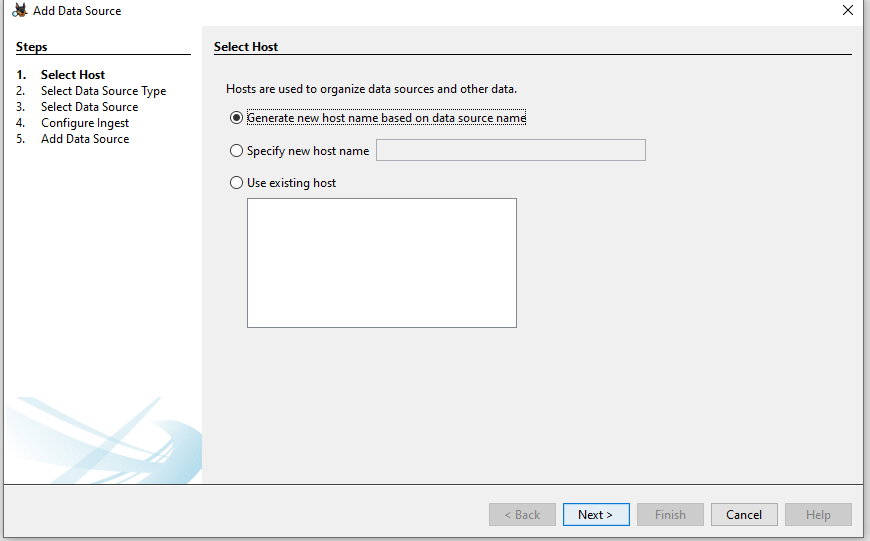 Add Data Source
Steps
1. Select Host
2. Select Data Source Type
3. Select Data Source
4. Configure Ingest
5. Add Data Source
Select Host
Hosts are used to organize data sources and other data.
Generate new host name based on data source name
Specify new host name
Use existing host
< Back Next > Finish Cancel Help